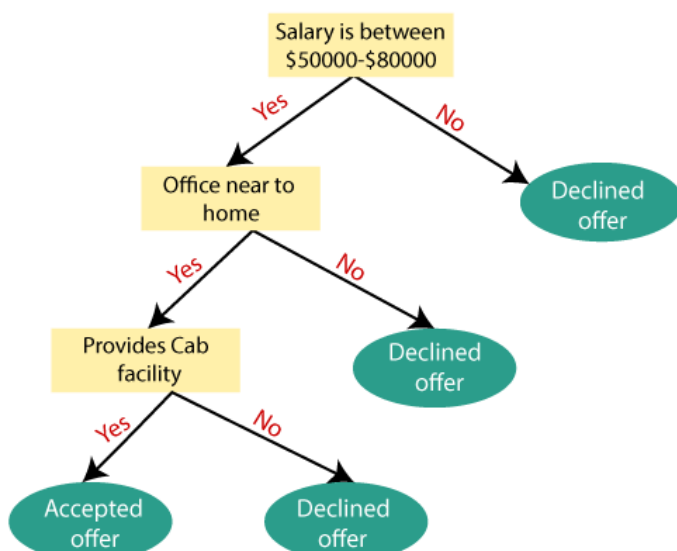 Salary is between
$50000-$80000
Yes
No
Office near to
home
Declined
offer
Yes
No
Provides Cab
facility
Declined
offer
Yes
No
Accepted
offer
Declined
offer